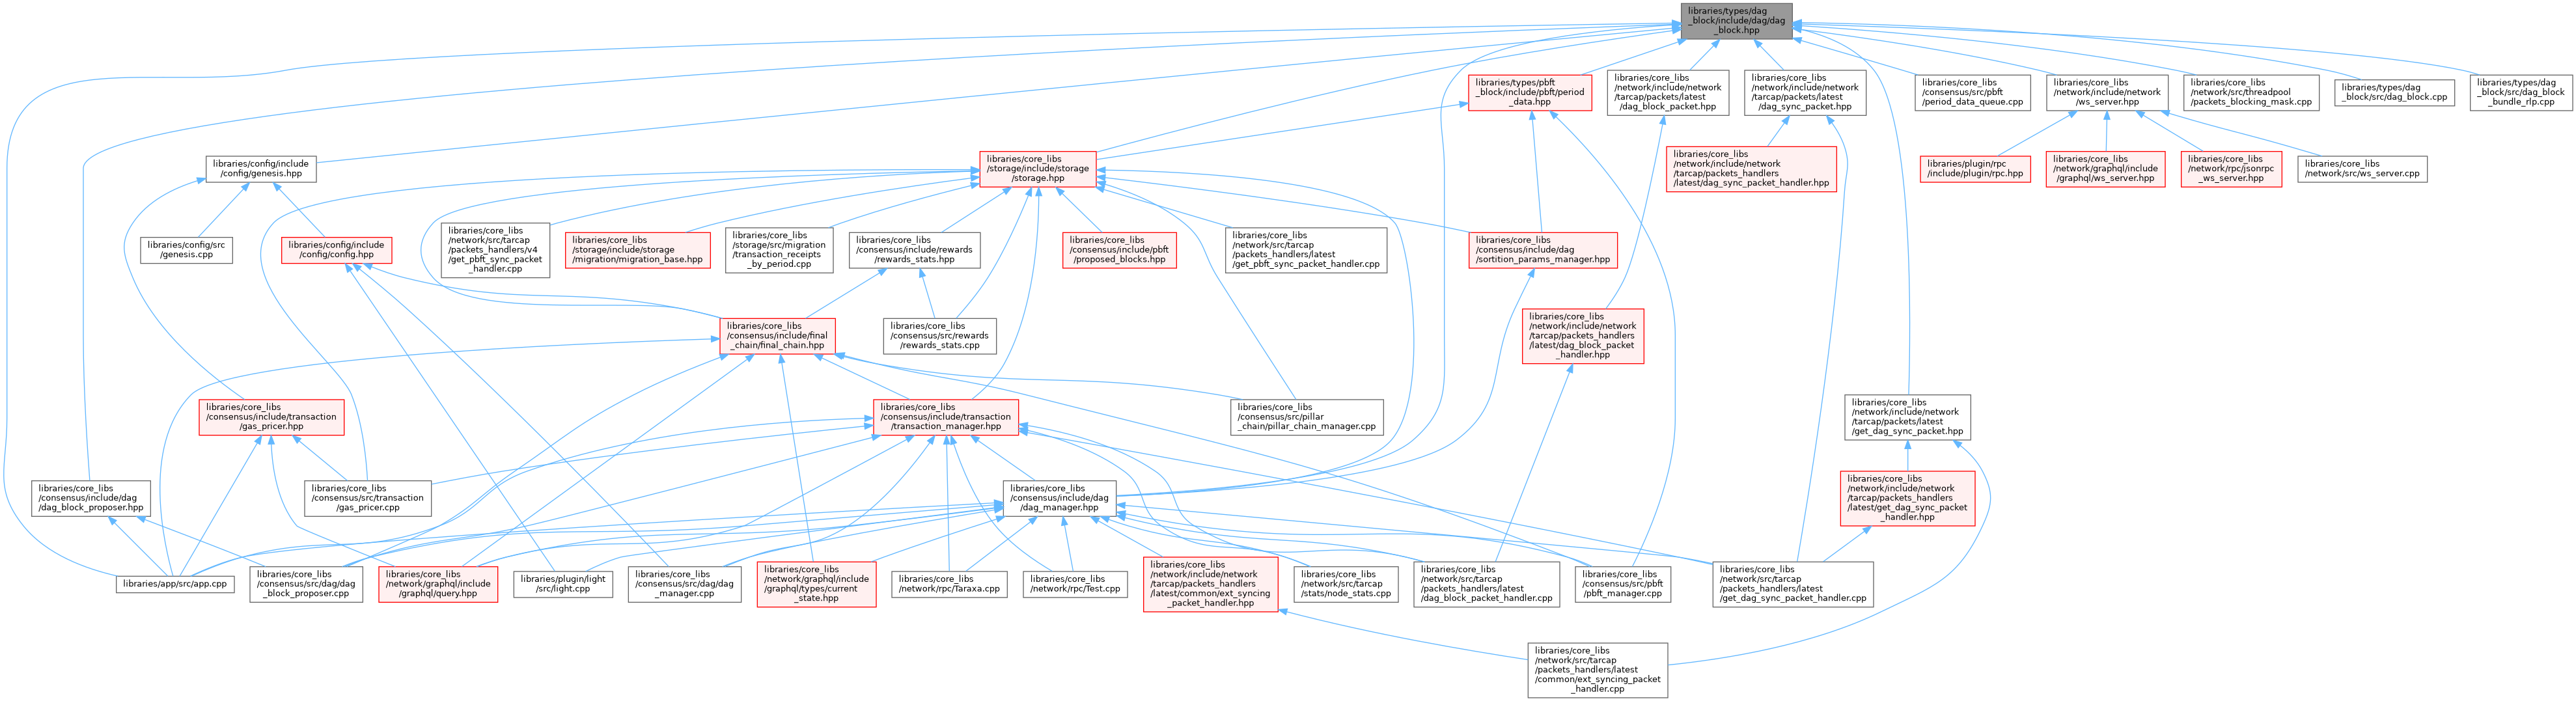 libraries/types/dag
_block/include/dag/dag
_block.hpp
libraries/types/pbft
_block/include/pbft/period
_data.hpp
libraries/core_libs
/network/include/network
/tarcap/packets/latest
/dag_block_packet.hpp
libraries/core_libs
/network/include/network
/tarcap/packets/latest
/dag_sync_packet.hpp
libraries/core_libs
/consensus/src/pbft
/period_data_queue.cpp
libraries/core_libs
/network/include/network
/ws_server.hpp
libraries/core_libs
/network/src/threadpool
/packets_blocking_mask.cpp
libraries/types/dag
_block/src/dag_block.cpp
libraries/types/dag
_block/src/dag_block
_bundle_rlp.cpp
libraries/config/include
/config/genesis.hpp
libraries/core_libs
/storage/include/storage
/storage.hpp
libraries/core_libs
/network/include/network
/tarcap/packets_handlers
/latest/dag_sync_packet_handler.hpp
libraries/plugin/rpc
/include/plugin/rpc.hpp
libraries/core_libs
/network/graphql/include
/graphql/ws_server.hpp
libraries/core_libs
/network/rpc/jsonrpc
_ws_server.hpp
libraries/core_libs
/network/src/ws_server.cpp
libraries/config/src
/genesis.cpp
libraries/config/include
/config/config.hpp
libraries/core_libs
/network/src/tarcap
/packets_handlers/v4
/get_pbft_sync_packet
_handler.cpp
libraries/core_libs
/storage/include/storage
/migration/migration_base.hpp
libraries/core_libs
/storage/src/migration
/transaction_receipts
_by_period.cpp
libraries/core_libs
/consensus/include/rewards
/rewards_stats.hpp
libraries/core_libs
/consensus/include/pbft
/proposed_blocks.hpp
libraries/core_libs
/network/src/tarcap
/packets_handlers/latest
/get_pbft_sync_packet_handler.cpp
libraries/core_libs
/consensus/include/dag
/sortition_params_manager.hpp
libraries/core_libs
/consensus/include/final
_chain/final_chain.hpp
libraries/core_libs
/consensus/src/rewards
/rewards_stats.cpp
libraries/core_libs
/network/include/network
/tarcap/packets_handlers
/latest/dag_block_packet
_handler.hpp
libraries/core_libs
/consensus/include/transaction
/gas_pricer.hpp
libraries/core_libs
/consensus/include/transaction
/transaction_manager.hpp
libraries/core_libs
/consensus/src/pillar
_chain/pillar_chain_manager.cpp
libraries/core_libs
/network/include/network
/tarcap/packets/latest
/get_dag_sync_packet.hpp
libraries/core_libs
/consensus/include/dag
/dag_block_proposer.hpp
libraries/core_libs
/consensus/src/transaction
/gas_pricer.cpp
libraries/core_libs
/consensus/include/dag
/dag_manager.hpp
libraries/core_libs
/network/include/network
/tarcap/packets_handlers
/latest/get_dag_sync_packet
_handler.hpp
libraries/app/src/app.cpp
libraries/core_libs
/consensus/src/dag/dag
_block_proposer.cpp
libraries/core_libs
/network/graphql/include
/graphql/query.hpp
libraries/plugin/light
/src/light.cpp
libraries/core_libs
/consensus/src/dag/dag
_manager.cpp
libraries/core_libs
/network/graphql/include
/graphql/types/current
_state.hpp
libraries/core_libs
/network/rpc/Taraxa.cpp
libraries/core_libs
/network/rpc/Test.cpp
libraries/core_libs
/network/include/network
/tarcap/packets_handlers
/latest/common/ext_syncing
_packet_handler.hpp
libraries/core_libs
/network/src/tarcap
/stats/node_stats.cpp
libraries/core_libs
/network/src/tarcap
/packets_handlers/latest
/dag_block_packet_handler.cpp
libraries/core_libs
/consensus/src/pbft
/pbft_manager.cpp
libraries/core_libs
/network/src/tarcap
/packets_handlers/latest
/get_dag_sync_packet_handler.cpp
libraries/core_libs
/network/src/tarcap
/packets_handlers/latest
/common/ext_syncing_packet
_handler.cpp